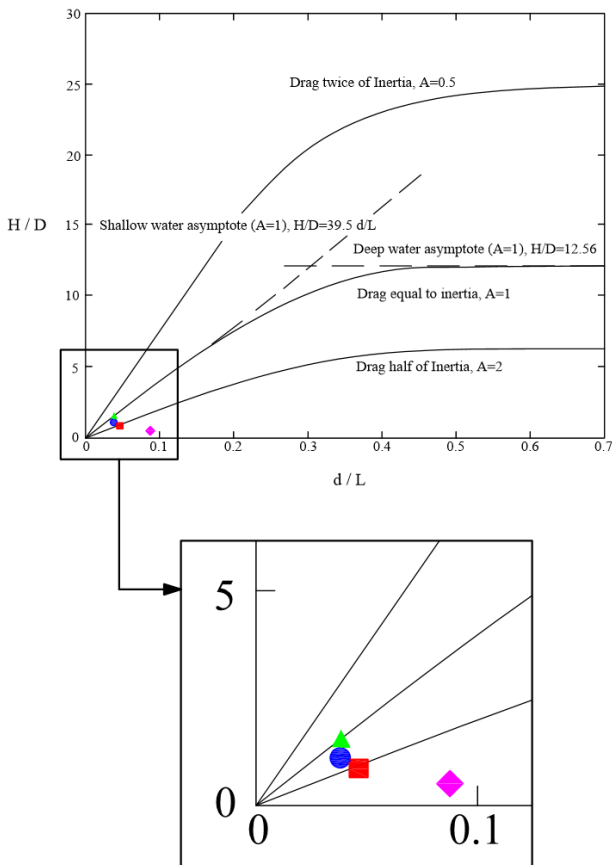 30
Drag twice of Inertia, A=0.5
25
20
H / D
15
Shallow water asymptote (A=1), H/D=39.5 d/L
Deep water asymptote (A=1), H/D=12.56
10
Drag equal to inertia, A=1
5
Drag half of Inertia, A=2
0
0 0.1 0.2 0.3 0.4 0.5 0.6 0.7
d / L
5
0
0 0.1